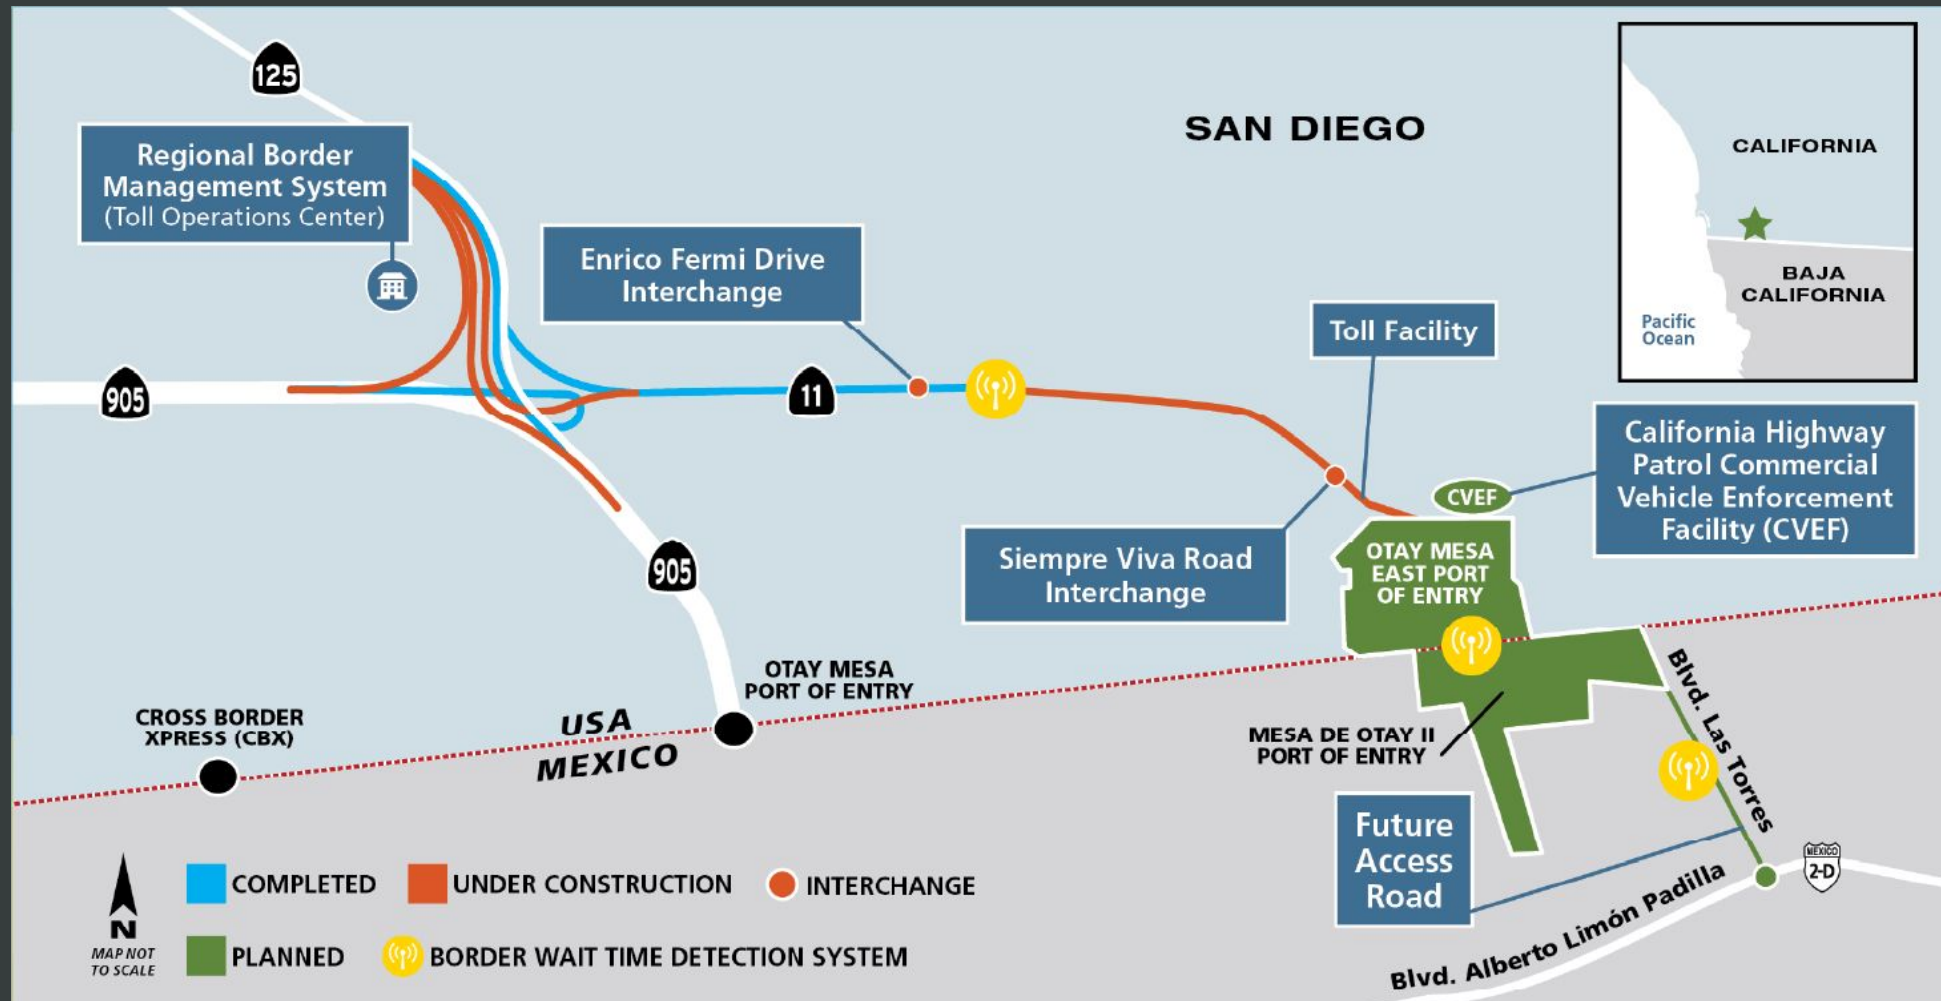 125
SAN DIEGO
CALIFORNIA
BAJA
CALIFORNIA
Pacific
Ocean
Regional Border
Management System
(Toll Operations Center)
Enrico Fermi Drive
Interchange
Toll Facility
905
11
California Highway
Patrol Commercial
Vehicle Enforcement
Facility (CVEF)
CVEF
Siempre Viva Road
Interchange
OTAY MESA
EAST PORT
OF ENTRY
905
OTAY MESA
PORT OF ENTRY
CROSS BORDER
XPRESS (CBX)
USA
MEXICO
MESA DE OTAY II
PORT OF ENTRY
Blvd. Las Torres
Future
Access
Road
MEXICO
2-D
Blvd. Alberto Limón Padilla
N
MAP NOT
TO SCALE
COMPLETED
UNDER CONSTRUCTION
INTERCHANGE
PLANNED
BORDER WAIT TIME DETECTION SYSTEM